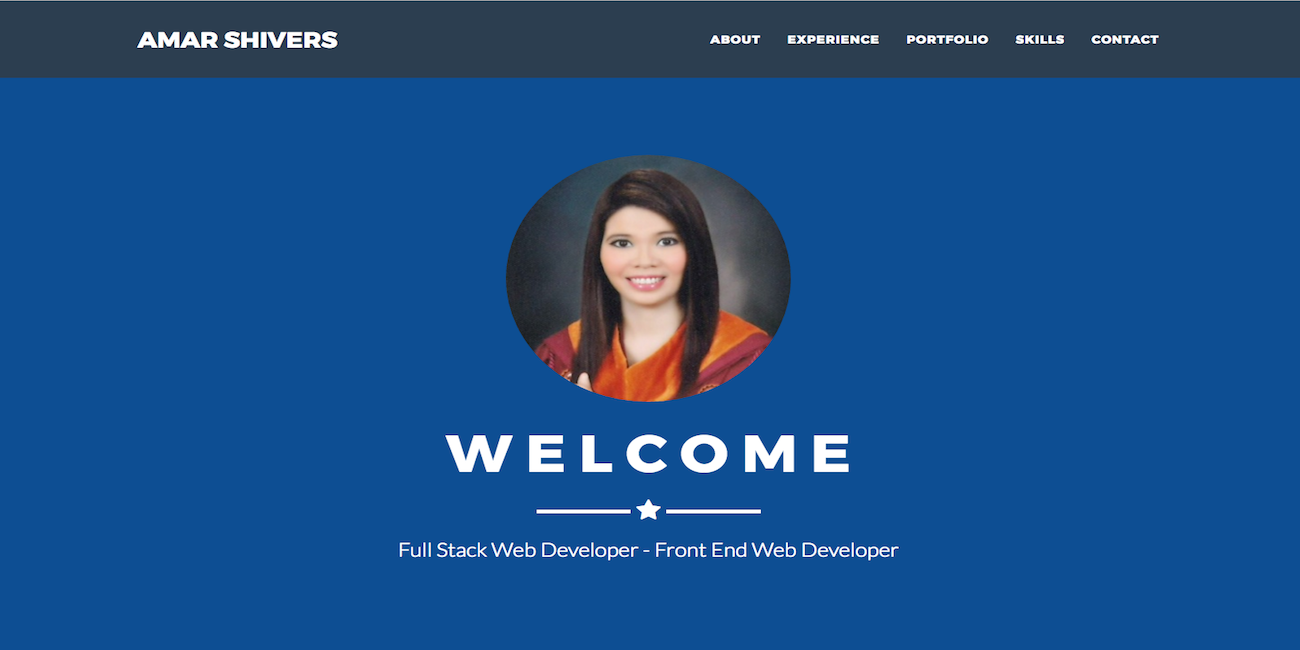 AMAR SHIVERS
ABOUT EXPERIENCE PORTFOLIO SKILLS CONTACT
WELCOME
Full Stack Web Developer - Front End Web Developer